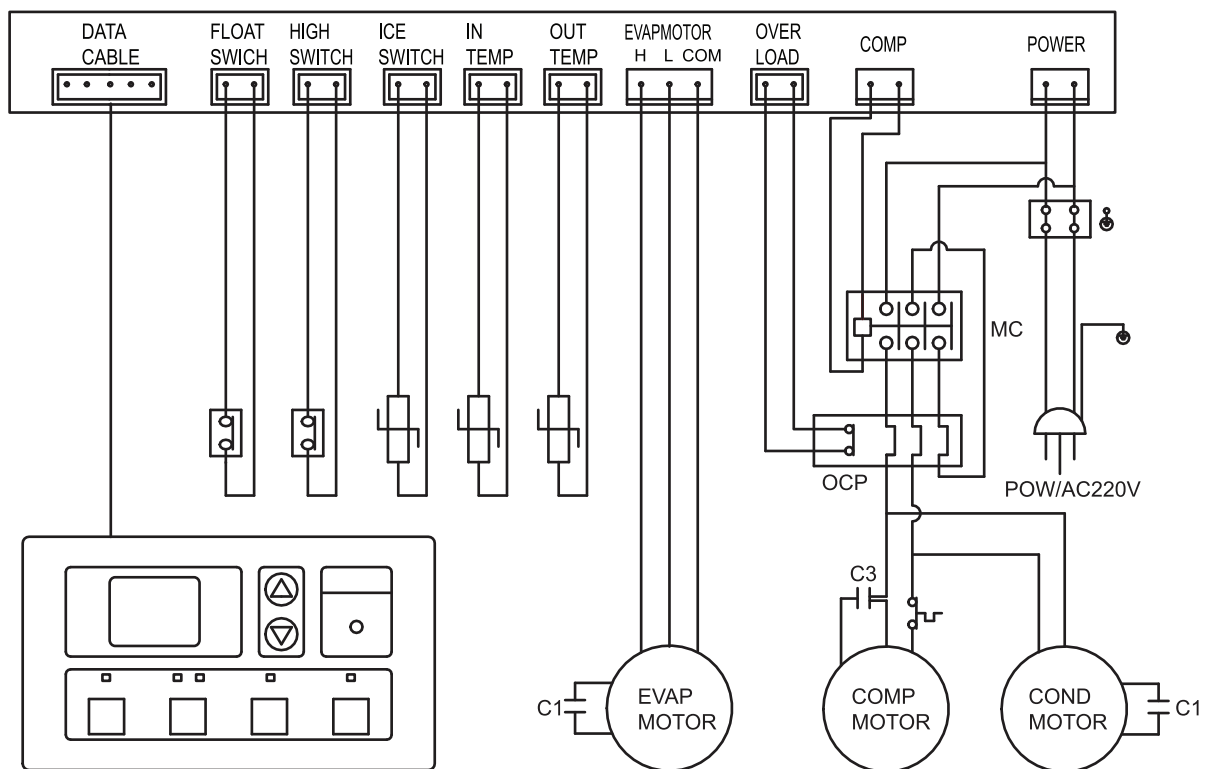 DATA
CABLE
FLOAT
SWICH
HIGH
SWITCH
ICE
SWITCH
IN
TEMP
OUT
TEMP
EVAPMOTOR
H L COM
OVER
LOAD
COMP
POWER
MC
OCP
POW/AC220V
C3
C1
EVAP
MOTOR
COMP
MOTOR
COND
MOTOR
C1